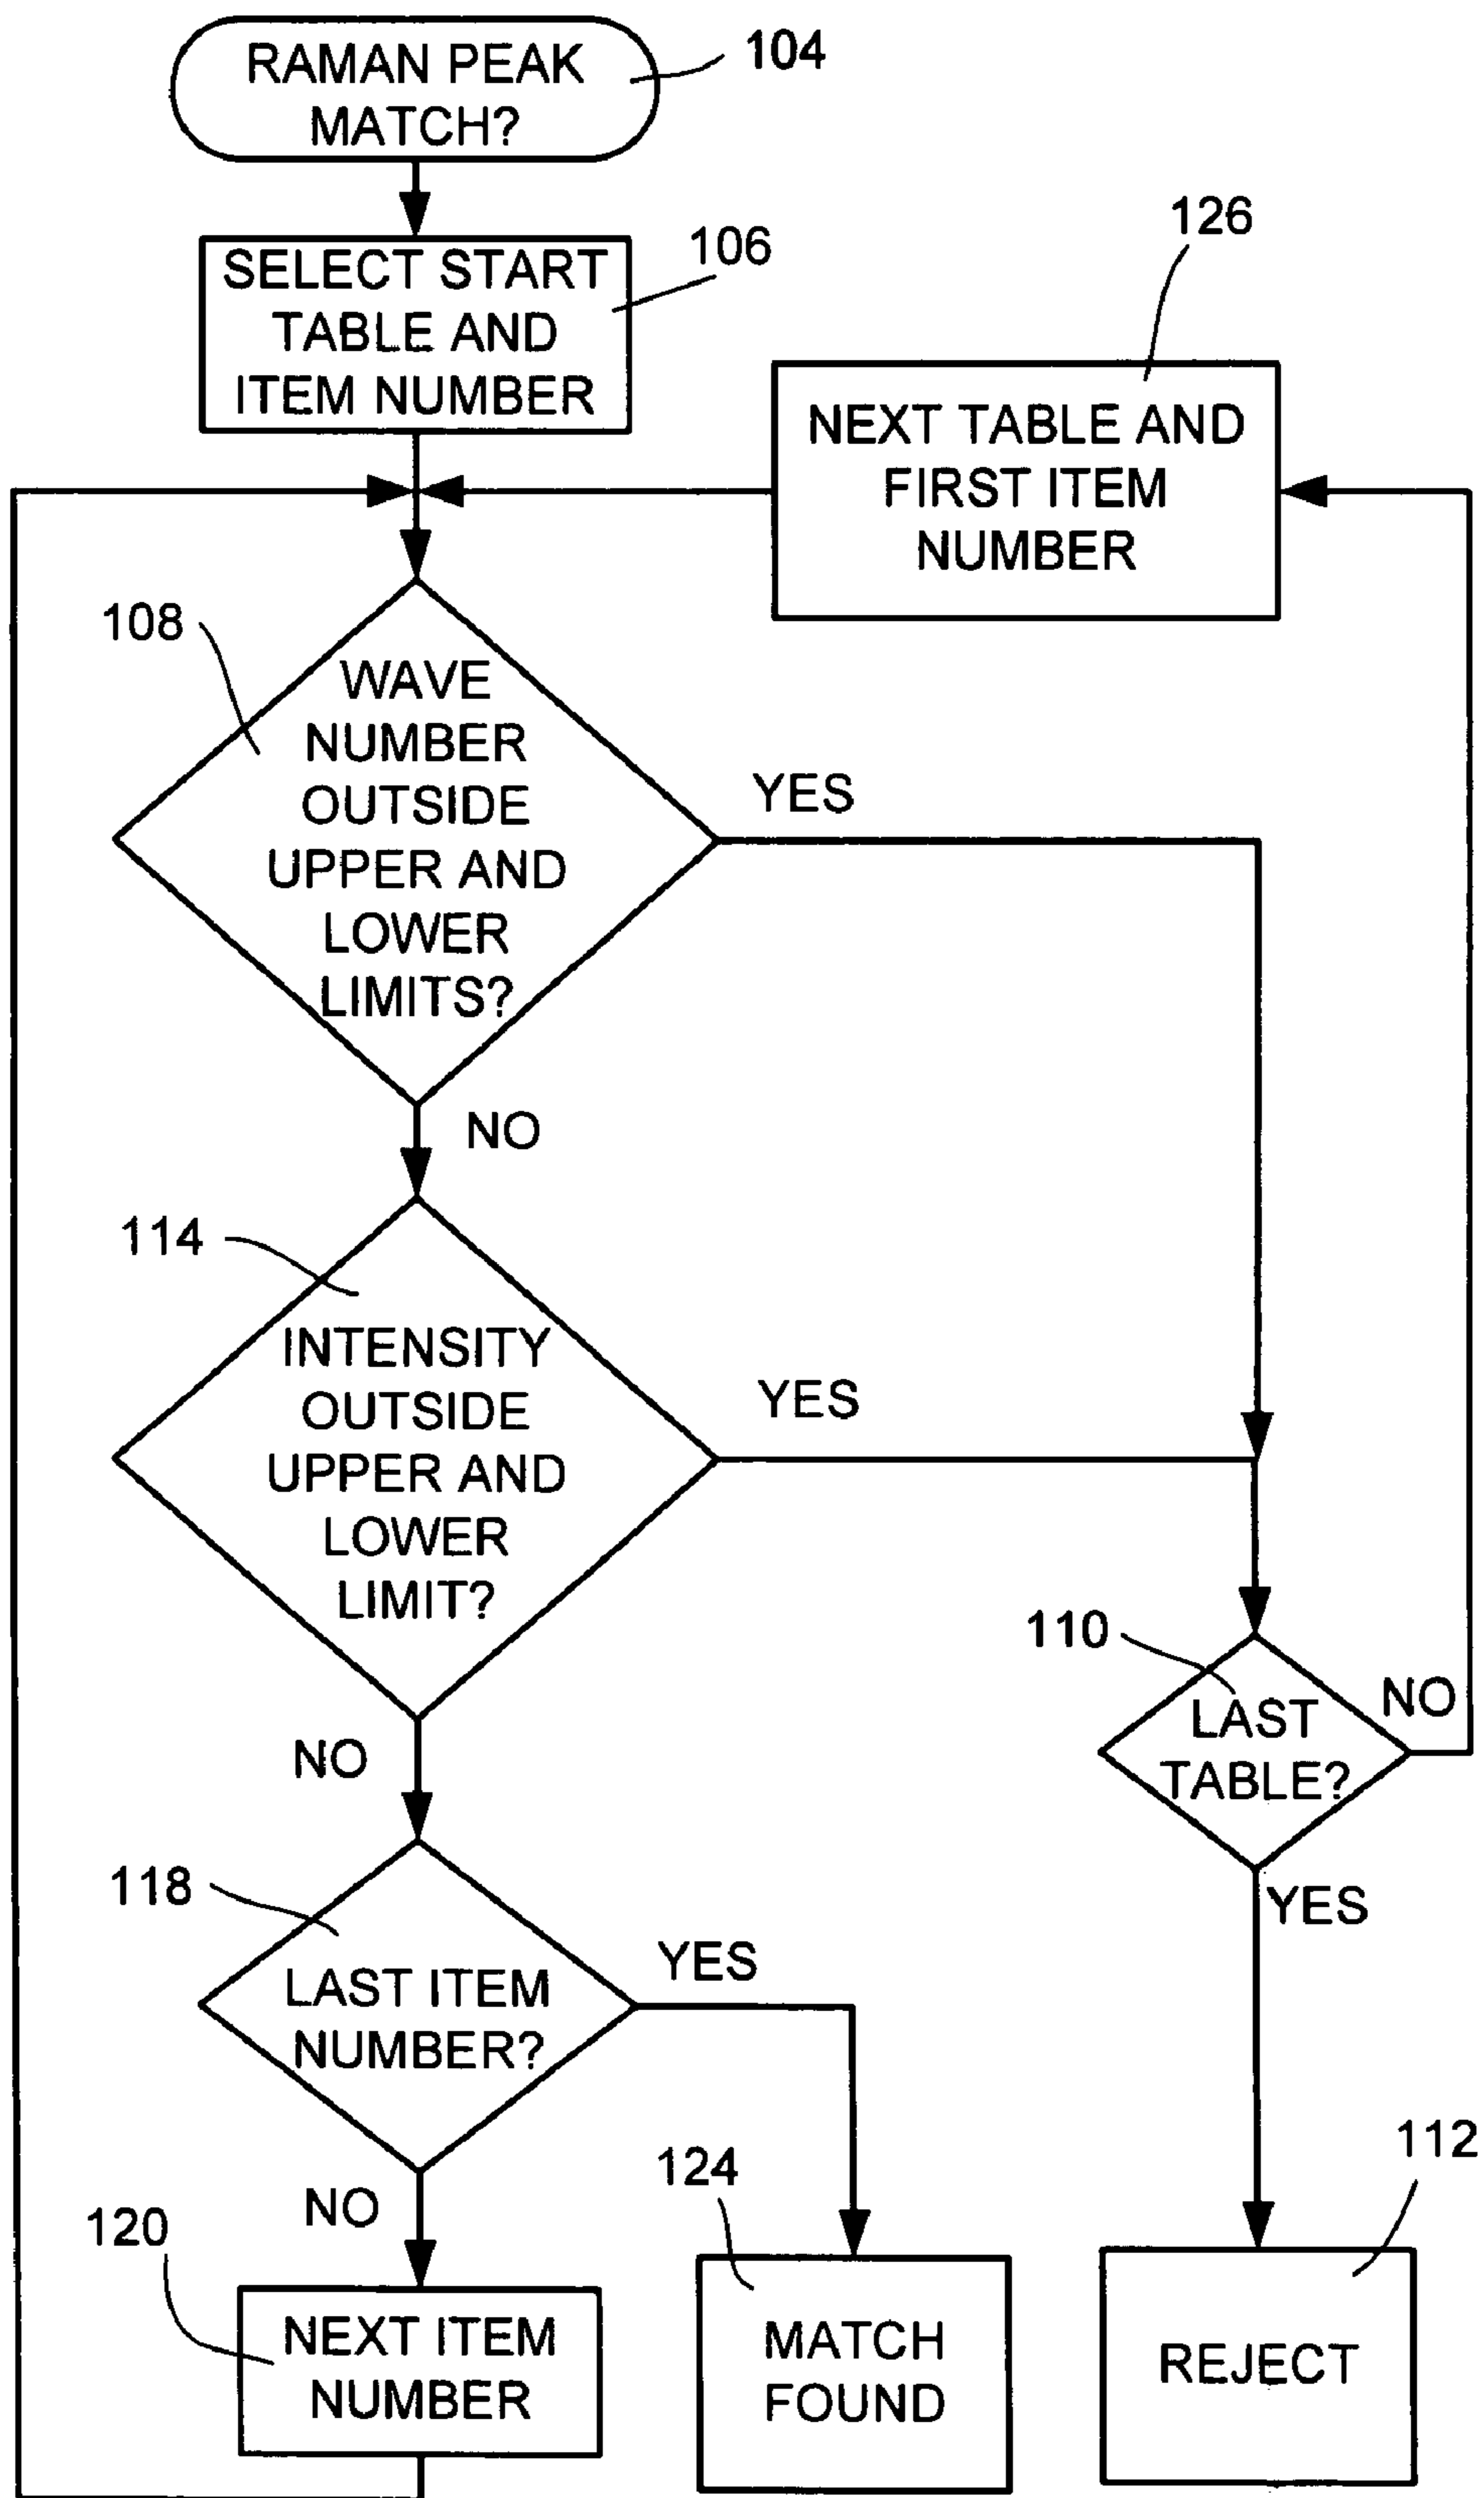 RAMAN PEAK
MATCH?
104
SELECT START
TABLE AND
ITEM NUMBER
106
126
NEXT TABLE AND
FIRST ITEM
NUMBER
108
WAVE
NUMBER
OUTSIDE
UPPER AND
LOWER
LIMITS?
YES
NO
114
INTENSITY
OUTSIDE
UPPER AND
LOWER
LIMIT?
YES
NO
110
LAST
TABLE?
NO
YES
118
LAST ITEM
NUMBER?
YES
NO
120
NEXT ITEM
NUMBER
124
MATCH
FOUND
112
REJECT